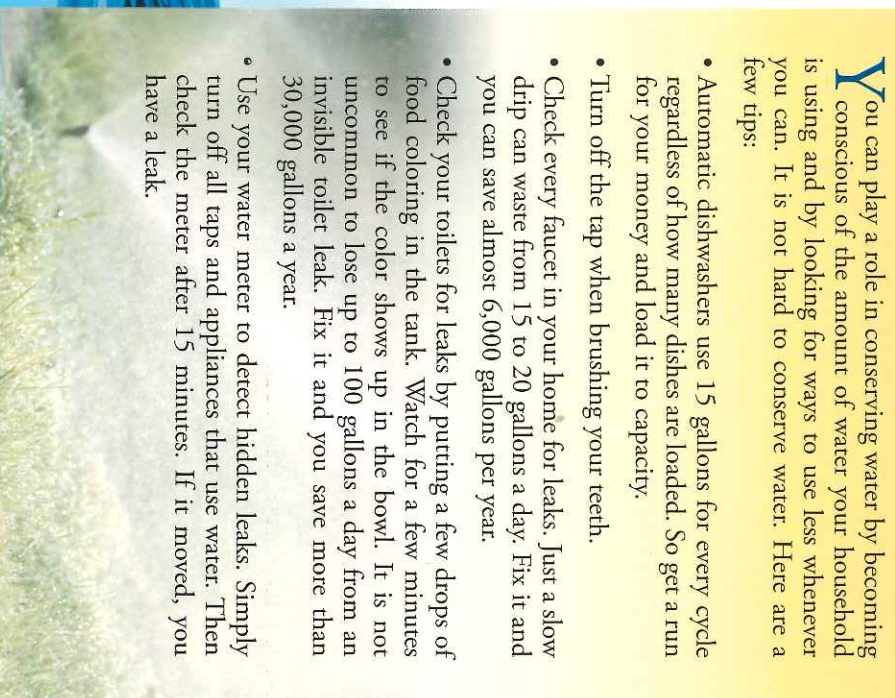 You can play a role in conserving water by becoming
conscious of the amount of water your household
is using and by looking for ways to use less whenever
you can. It is not hard to conserve water. Here are a
few tips:
• Automatic dishwashers use 15 gallons for every cycle
regardless of how many dishes are loaded. So get a run
for your money and load it to capacity.
• Turn off the tap when brushing your teeth.
• Check every faucet in your home for leaks. Just a slow
drip can waste from 15 to 20 gallons a day. Fix it and
you can save almost 6,000 gallons per year.
• Check your toilets for leaks by putting a few drops of
food coloring in the tank. Watch for a few minutes
to see if the color shows up in the bowl. It is not
uncommon to lose up to 100 gallons a day from an
invisible toilet leak. Fix it and you save more than
30,000 gallons a year.
• Use your water meter to detect hidden leaks. Simply
turn off all taps and appliances that use water. Then
check the meter after 15 minutes. If it moved, you
have a leak.